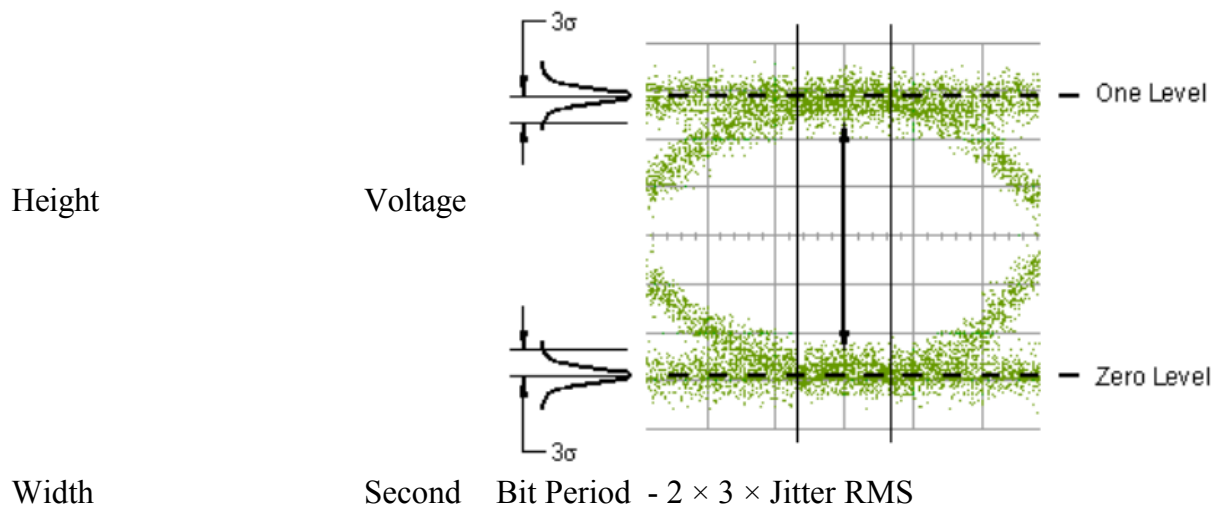 3σ
One Level
Height Voltage
Zero Level
3σ
Width Second Bit Period - 2 × 3 × Jitter RMS